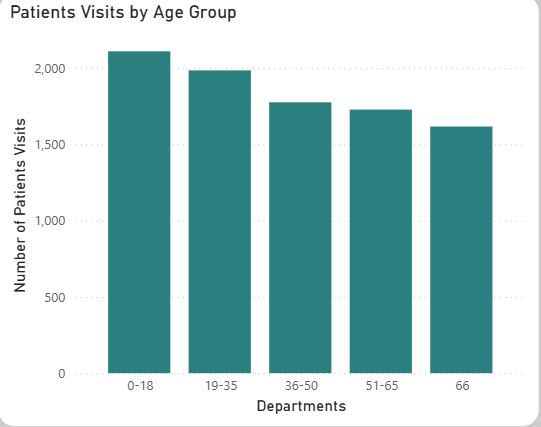 Patients Visits by Age Group
Number of Patients Visits
2,000
1,500
1,000
500
0
0-18 19-35 36-50 51-65 66
Departments